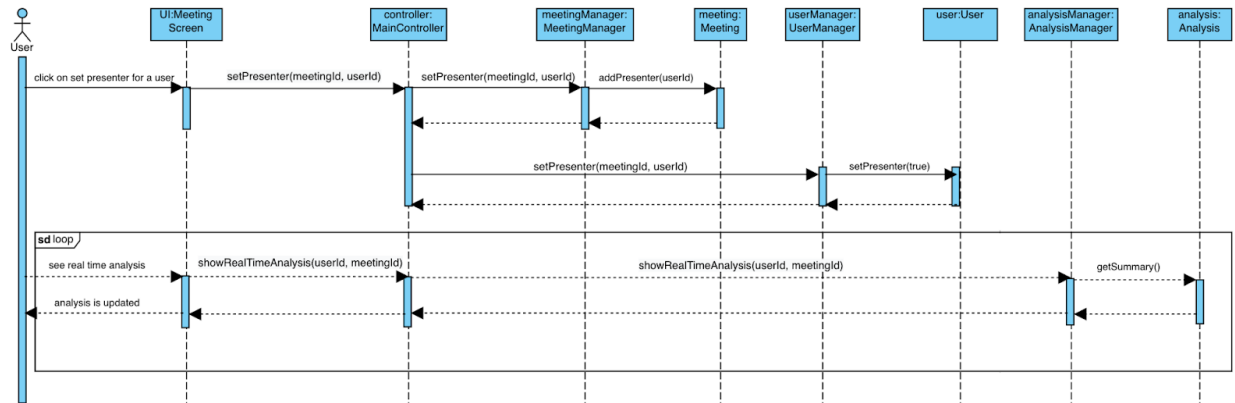 UI:Meeting
Screen
controller:
MainController
meetingManager:
MeetingManager
meeting:
Meeting
userManager:
UserManager
user:User
analysisManager:
AnalysisManager
analysis:
Analysis
User
click on set presenter for a user
setPresenter(meetingId, userId)
setPresenter(meetingId, userId)
addPresenter(userId)
setPresenter(meetingId, userId)
setPresenter(true)
sd loop
see real time analysis
showRealTimeAnalysis(userId, meetingId)
showRealTimeAnalysis(userId, meetingId)
getSummary()
analysis is updated